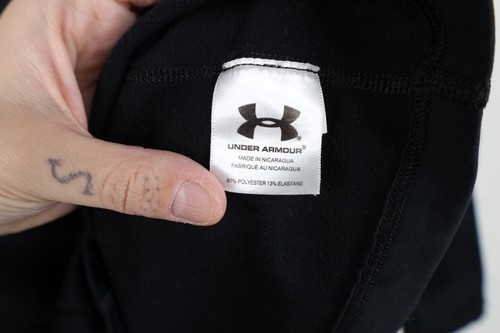 UNDER ARMOUR®
MADE IN NICARAGUA
FABRIQUÉ AU NICARAGUA
87% POLYESTER 13% ELASTANE